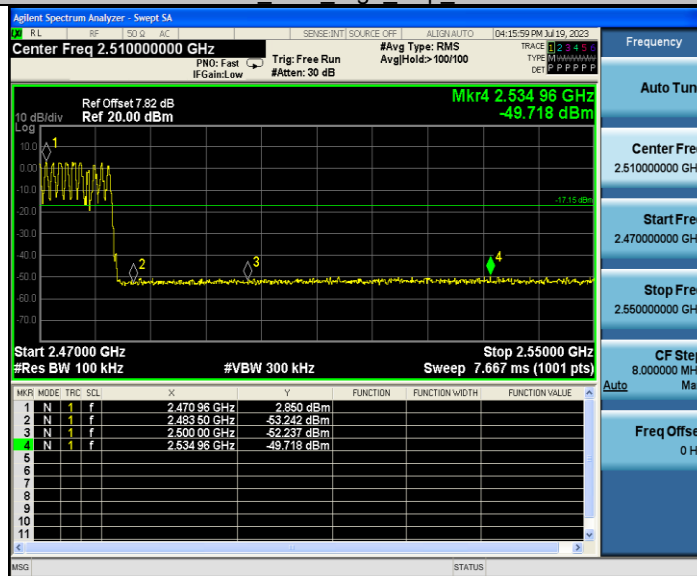 Agilent Spectrum Analyzer - Swept SA
RL RF 50 Ω AC SENSE:INT SOURCE OFF ALIGN AUTO 04:15:59 PM Jul 19, 2023
Center Freq 2.510000000 GHz
PNO: Fast
IFGain:Low
Trig: Free Run
#Atten: 30 dB
#Avg Type: RMS
Avg|Hold:>100/100
TRACE 1 2 3 4 5 6
TYPE M
DET P P P P P P
Ref Offset 7.82 dB
10 dB/div Ref 20.00 dBm
Log
Mkr4 2.534 96 GHz
-49.718 dBm
10.0
0.00
-10.0
-20.0
-30.0
-40.0
-50.0
-60.0
-70.0
1
2
3
4
-17.15 dBm
Start 2.47000 GHz Stop 2.55000 GHz
#Res BW 100 kHz #VBW 300 kHz Sweep 7.667 ms (1001 pts)
MKR MODE TRC SCL X Y FUNCTION FUNCTION WIDTH FUNCTION VALUE
1 N 1 f 2.470 96 GHz 2.850 dBm
2 N 1 f 2.483 50 GHz -53.242 dBm
3 N 1 f 2.500 00 GHz -52.237 dBm
4 N 1 f 2.534 96 GHz -49.718 dBm
5
6
7
8
9
10
11
MSG STATUS
Frequency
Auto Tun
Center Fre
2.510000000 GH
Start Fre
2.470000000 GH
Stop Fre
2.550000000 GH
CF Step
8.000000 MH
Auto Ma
Freq Offse
0 H